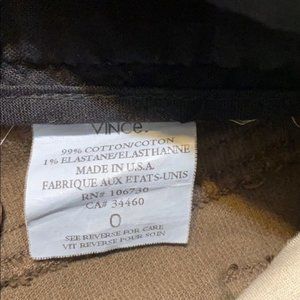 VINCE.
99% COTTON/COTON
1% ELASTANE/ELASTHANNE
MADE IN U.S.A.
FABRIQUE AUX ETATS-UNIS
RN# 106730
CA# 34460
0
SEE REVERSE FOR CARE
VIT REVERSE POUR SOIN